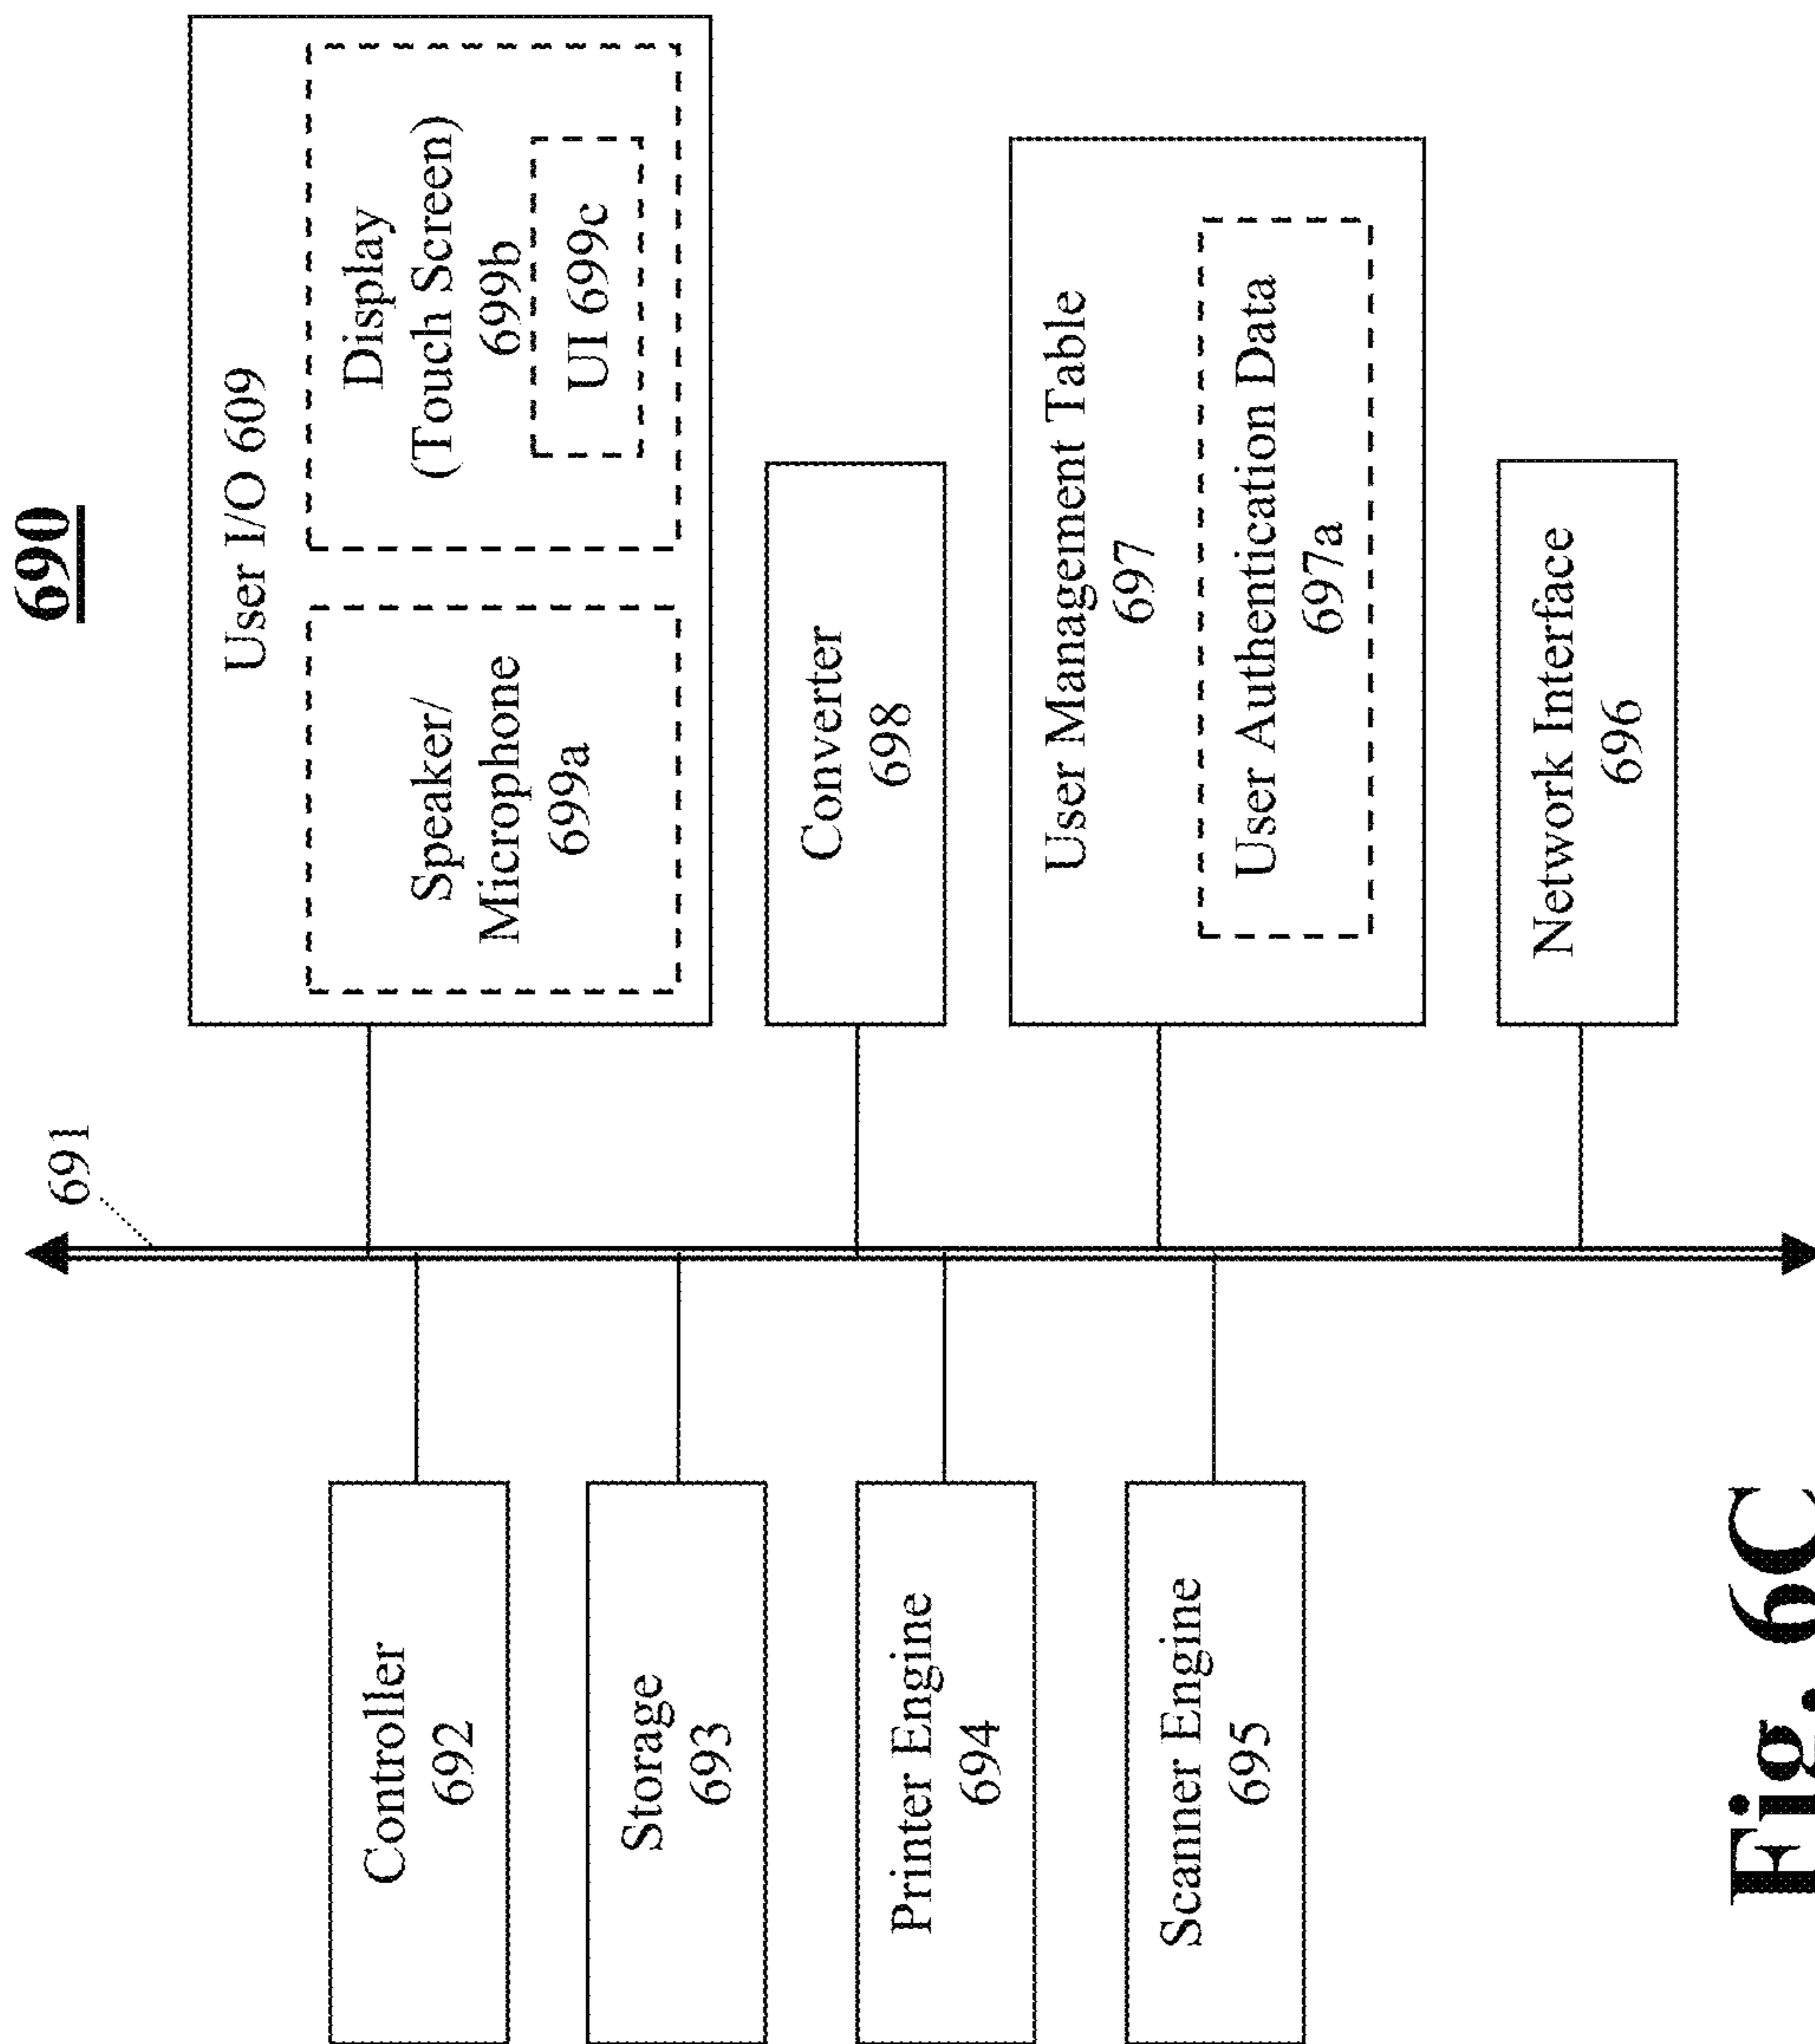 690
691
User I/O 609
Speaker/
Microphone
699a
Display
(Touch Screen)
699b
UI 699c
Controller
692
Storage
693
Converter
698
Printer Engine
694
User Management Table
697
User Authentication Data
697a
Scanner Engine
695
Network Interface
696
Fig. 6C